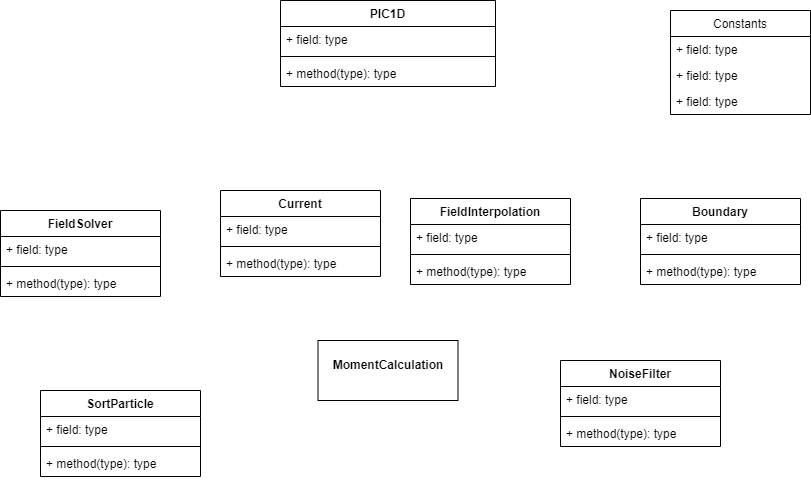 PIC1D
+ field: type
+ method(type): type
Constants
+ field: type
+ field: type
+ field: type
FieldSolver
+ field: type
+ method(type): type
Current
+ field: type
+ method(type): type
FieldInterpolation
+ field: type
+ method(type): type
Boundary
+ field: type
+ method(type): type
SortParticle
+ field: type
+ method(type): type
MomentCalculation
NoiseFilter
+ field: type
+ method(type): type